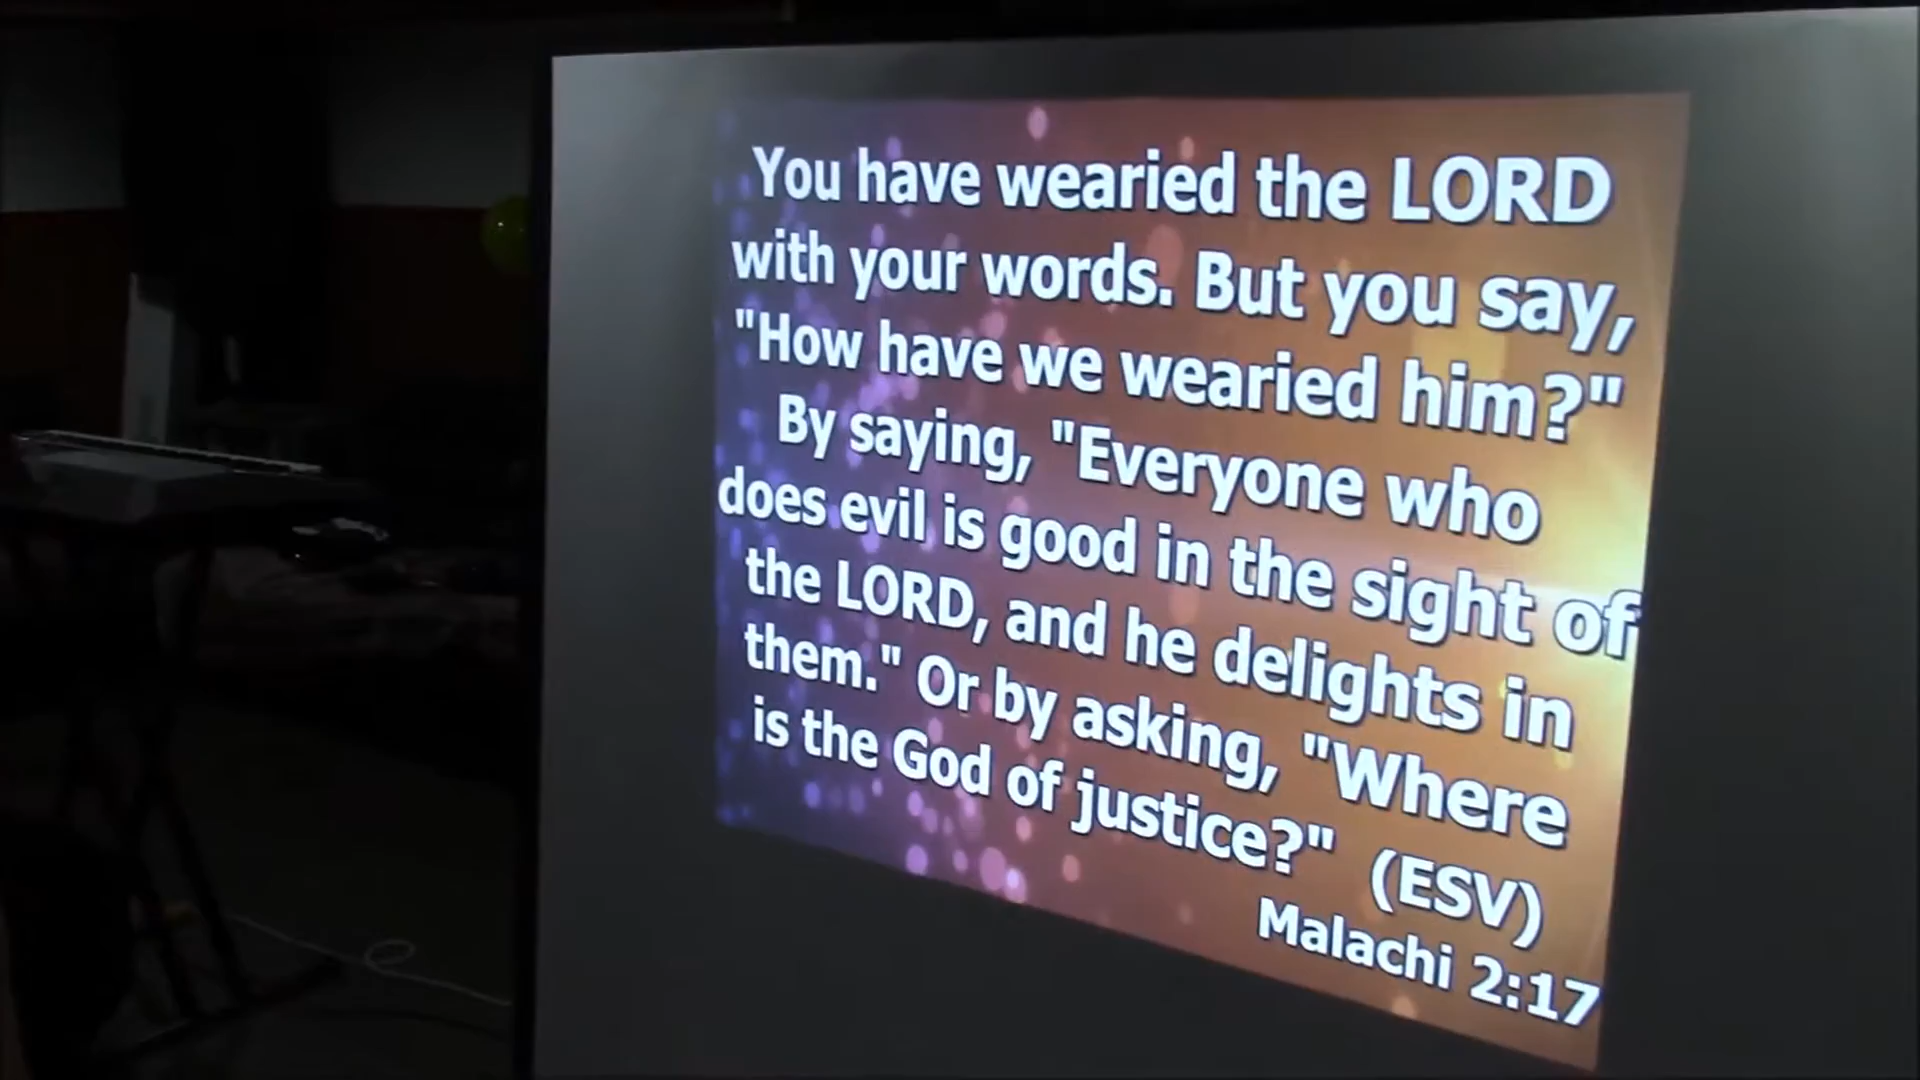 You have wearied the LORD
with your words. But you say,
"How have we wearied him?"
By saying, "Everyone who
does evil is good in the sight of
the LORD, and he delights in
them." Or by asking, "Where
is the God of justice?" (ESV)
Malachi 2:17